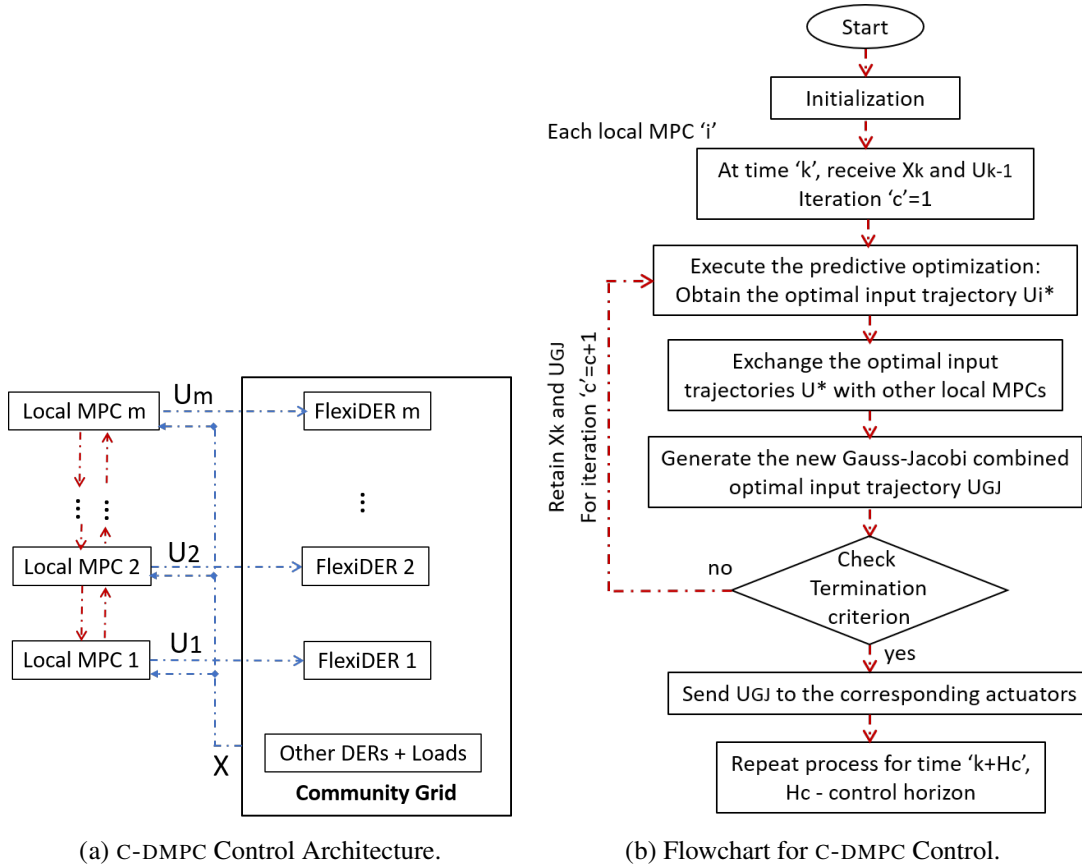 Local MPC m
Um
FlexiDER m
⋮
⋮
⋮
Local MPC 2
U2
FlexiDER 2
Local MPC 1
U1
FlexiDER 1
X
Other DERs + Loads
Community Grid
(a) C-DMPC Control Architecture.
Start
Initialization
Each local MPC ‘i’
At time ‘k’, receive Xk and Uk-1
Iteration ‘c’=1
Execute the predictive optimization:
Obtain the optimal input trajectory Ui*
Exchange the optimal input
trajectories U* with other local MPCs
Generate the new Gauss-Jacobi combined
optimal input trajectory UGJ
Retain Xk and UGJ
For iteration ‘c’=c+1
Check
Termination
criterion
no
yes
Send UGJ to the corresponding actuators
Repeat process for time ‘k+Hc’,
Hc - control horizon
(b) Flowchart for C-DMPC Control.